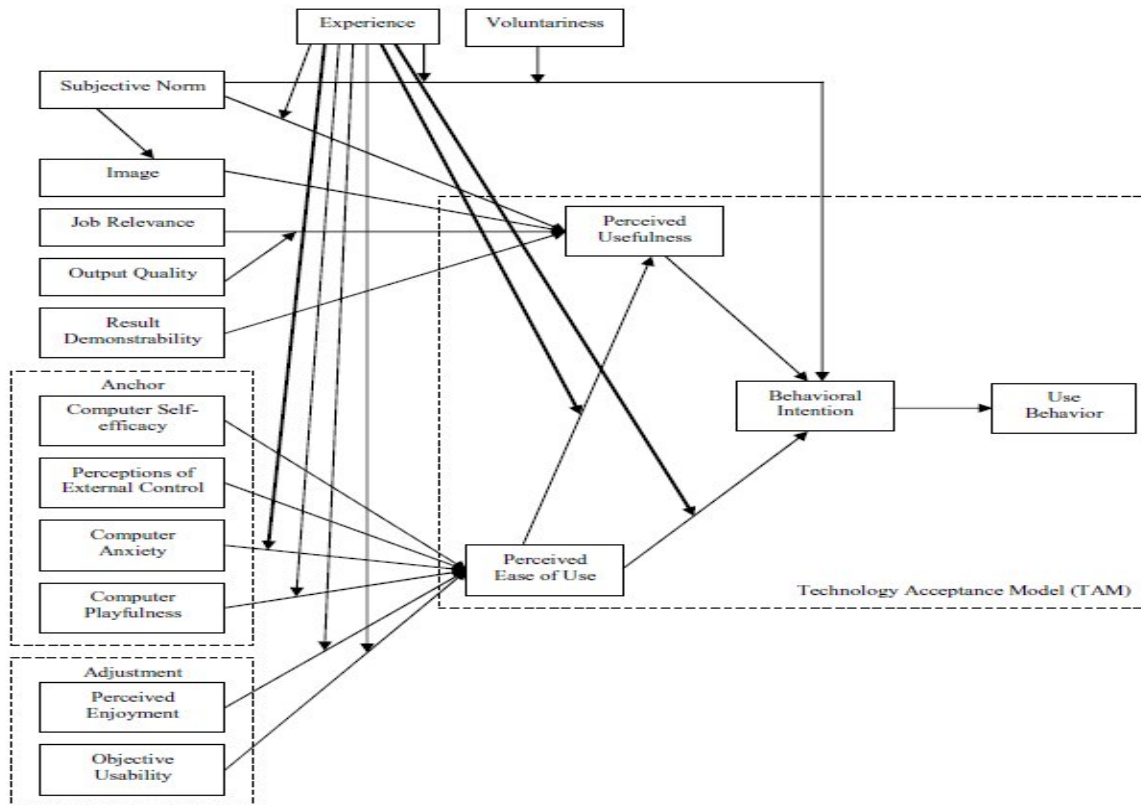 Experience
Voluntariness
Subjective Norm
Image
Job Relevance
Output Quality
Result
Demonstrability
Perceived
Usefulness
Anchor
Computer Self-
efficacy
Perceptions of
External Control
Computer
Anxiety
Computer
Playfulness
Behavioral
Intention
Use
Behavior
Perceived
Ease of Use
Technology Acceptance Model (TAM)
Adjustment
Perceived
Enjoyment
Objective
Usability